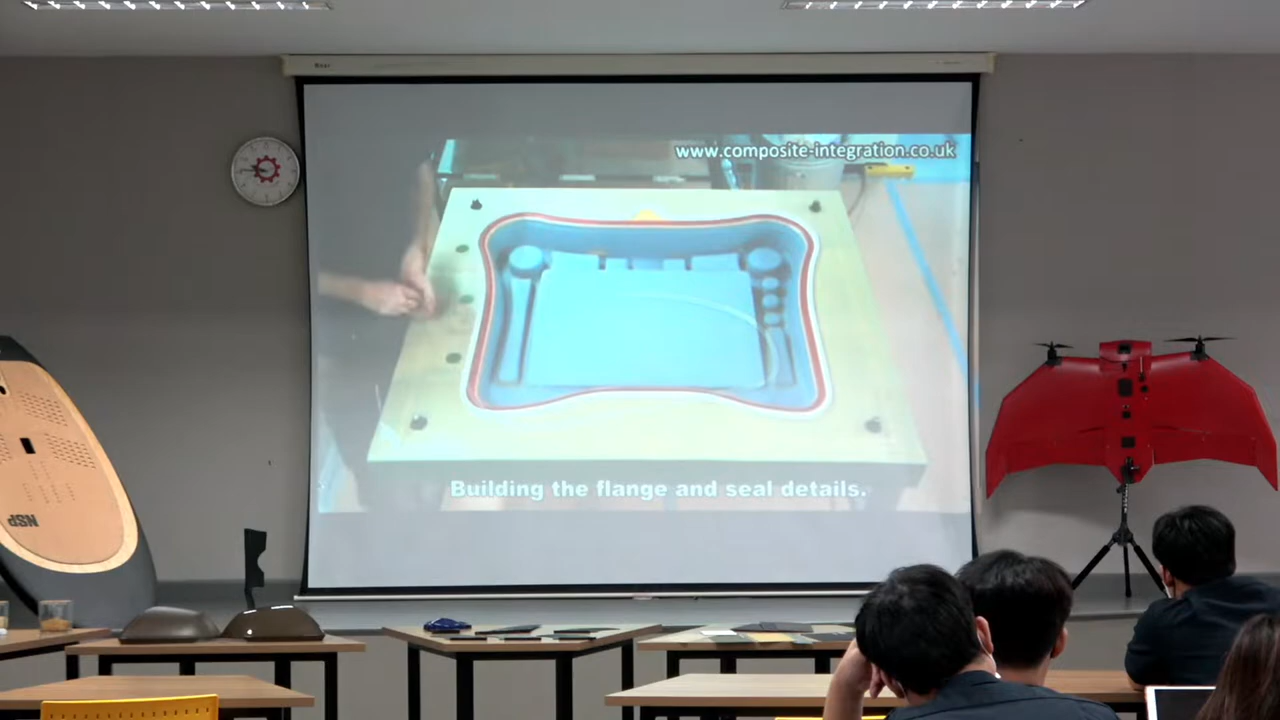 www.composite-integration.co.uk
Building the flange and seal details.
NSP